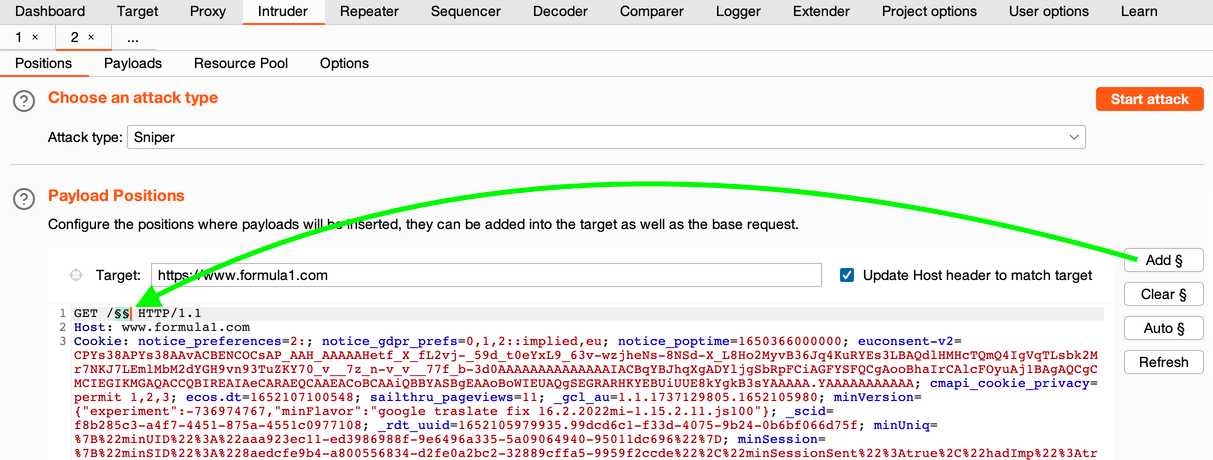 Dashboard Target Proxy Intruder Repeater Sequencer Decoder Comparer Logger Extender Project options User options Learn
1 × 2 × ...
Positions Payloads Resource Pool Options
? Choose an attack type Start attack
Attack type: Sniper
? Payload Positions
Configure the positions where payloads will be inserted, they can be added into the target as well as the base request.
Target: https://www.formula1.com Update Host header to match target Add §
Clear §
Auto §
Refresh
1 GET /§§ HTTP/1.1
2 Host: www.formula1.com
3 Cookie: notice_preferences=2:; notice_gdpr_prefs=0,1,2::implied,eu; notice_poptime=1650366000000; euconsent-v2=
CPYs38APYs38AAvACBENCOCsAP_AAH_AAAAAHetf_X_fL2vj-_59d_t0eYxL9_63v-wzjheNs-8NSd-X_L8Ho2MyvB36Jq4KuRYEs3LBAQdlHMHcTQmQ4IgVqTLsbk2M
r7NKJ7LEmlMbM2dYGH9vn93TuZKY70_v__7z_n-v_v__77f_b-3d0AAAAAAAAAAAAAAIACBQYBJhqXgADYljgSbRpFCiAGFYSFQCgAooBhaIrCAlcFOyuAj1BAgAQCgC
MCIEGIKMGAQACCQBIREAIAeCARAEQCAAEACoBCAAiQBBYASBgEAAoBoWIEUAQgSEGRARHKYEBUiUUE8kYgkB3sYAAAAA.YAAAAAAAAAAA; cmapi_cookie_privacy=
permit 1,2,3; ecos.dt=1652107100548; sailthru_pageviews=11; _gcl_au=1.1.1737129805.1652105980; minVersion=
{"experiment":-736974767,"minFlavor":"google traslate fix 16.2.2022mi-1.15.2.11.js100"}; _scid=
f8b285c3-a4f7-4451-875a-4551c0977108; _rdt_uuid=1652105979935.99dcd6c1-f33d-4075-9b24-0b6bf066d75f; minUniq=
%7B%22minUID%22%3A%22aaa923ec11-ed3986988f-9e6496a335-5a09064940-95011dc696%22%7D; minSession=
%7B%22minSID%22%3A%228aedcfe9b4-a800556834-d2fe0a2bc2-32889cffa5-9959f2ccde%22%2C%22minSessionSent%22%3Atrue%2C%22hadImp%22%3Atr